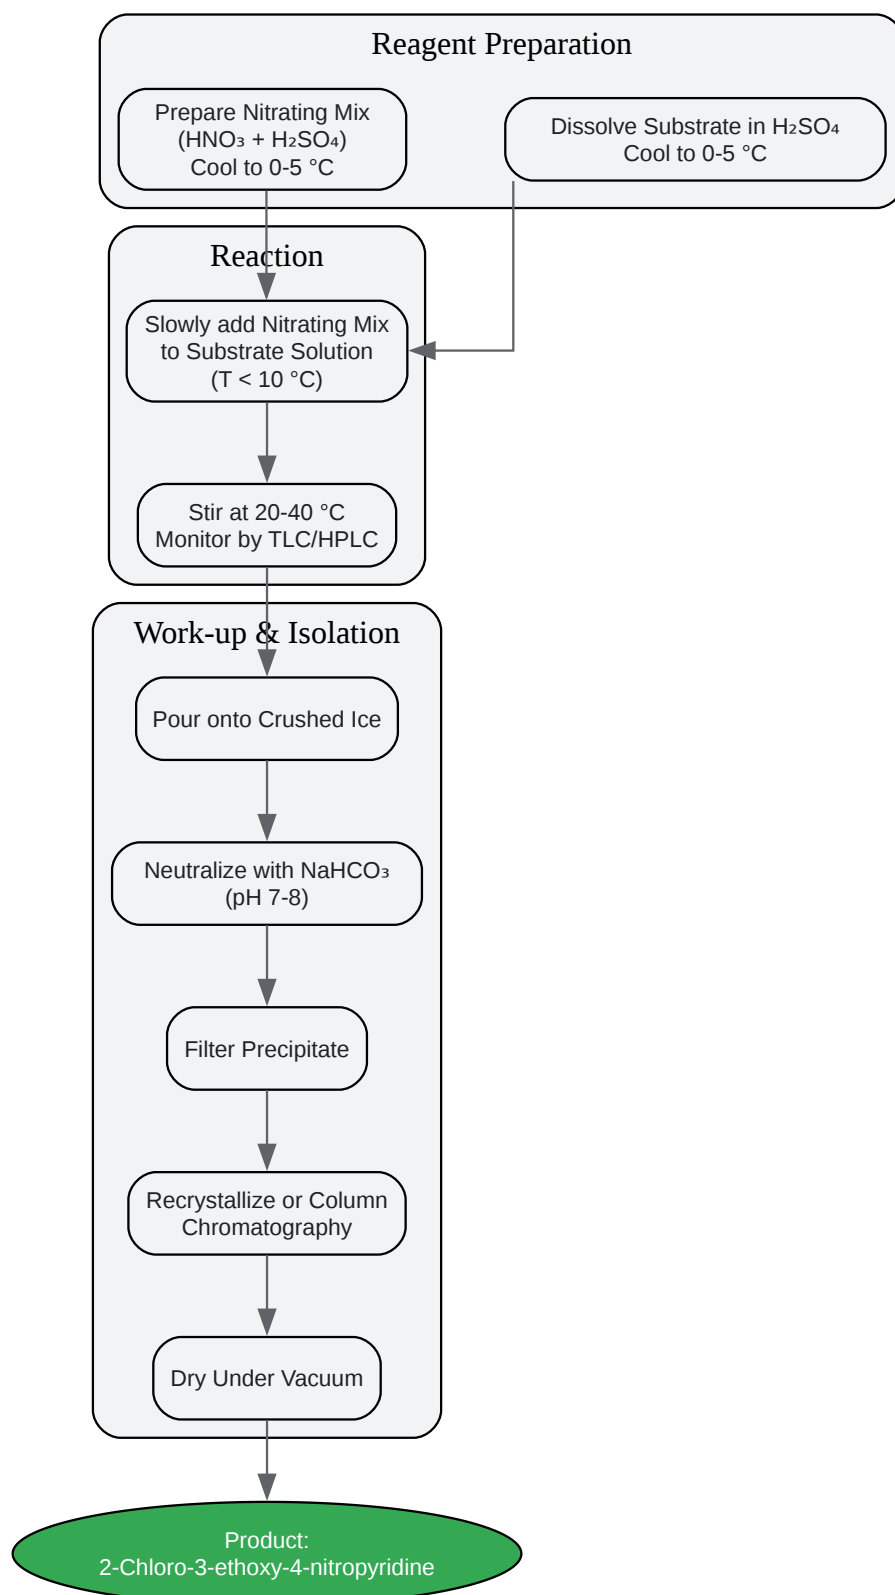 Reagent Preparation
Prepare Nitrating Mix
(HNO₃ + H₂SO₄)
Cool to 0-5 °C
Dissolve Substrate in H₂SO₄
Cool to 0-5 °C
Reaction
Slowly add Nitrating Mix
to Substrate Solution
(T < 10 °C)
Stir at 20-40 °C
Monitor by TLC/HPLC
Work-up & Isolation
Pour onto Crushed Ice
Neutralize with NaHCO₃
(pH 7-8)
Filter Precipitate
Recrystallize or Column
Chromatography
Dry Under Vacuum
Product:
2-Chloro-3-ethoxy-4-nitropyridine